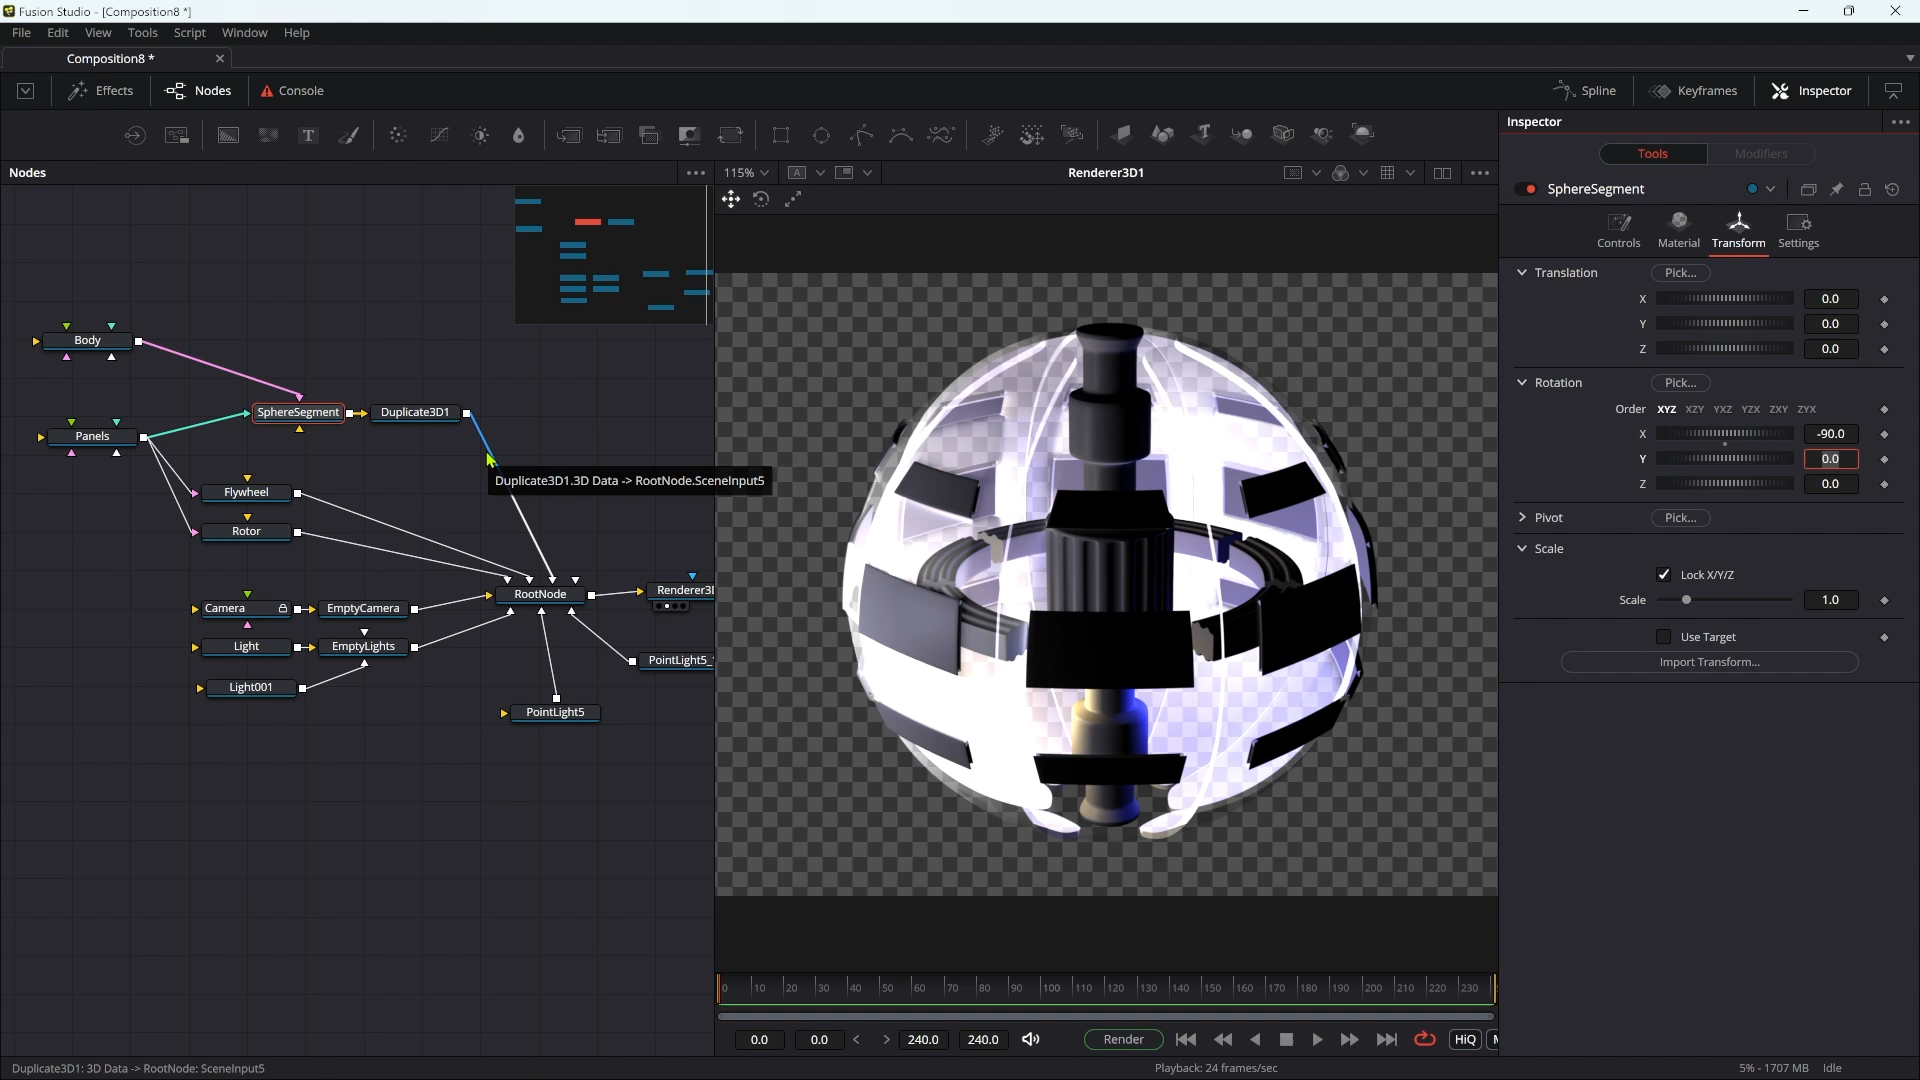 Fusion Studio - [Composition8 *]
File Edit View Tools Script Window Help
Composition8 *
Effects Nodes Console Spline Keyframes Inspector
Inspector
Tools Modifiers
Nodes 115% Renderer3D1
SphereSegment
Controls Material Transform Settings
Translation Pick...
X 0.0
Y 0.0
Z 0.0
Rotation Pick...
Order XYZ XZY YXZ YZX ZXY ZYX
X -90.0
Y 0.0
Z 0.0
Pivot Pick...
Scale
Lock X/Y/Z
Scale 1.0
Use Target
Import Transform...
Body
SphereSegment Duplicate3D1
Panels
Duplicate3D1.3D Data -> RootNode.SceneInput5
Flywheel
Rotor
RootNode Renderer3D
Camera EmptyCamera
Light EmptyLights PointLight5_
Light001
PointLight5
0 10 20 30 40 50 60 70 80 90 100 110 120 130 140 150 160 170 180 190 200 210 220 230
0.0 0.0 < > 240.0 240.0 Render HiQ
Duplicate3D1: 3D Data -> RootNode: SceneInput5 Playback: 24 frames/sec 5% - 1707 MB Idle